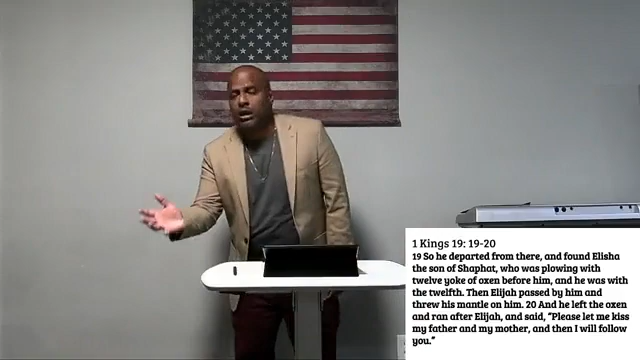 1 Kings 19: 19-20
19 So he departed from there, and found Elisha
the son of Shaphat, who was plowing with
twelve yoke of oxen before him, and he was with
the twelfth. Then Elijah passed by him and
threw his mantle on him. 20 And he left the oxen
and ran after Elijah, and said, “Please let me kiss
my father and my mother, and then I will follow
you.”